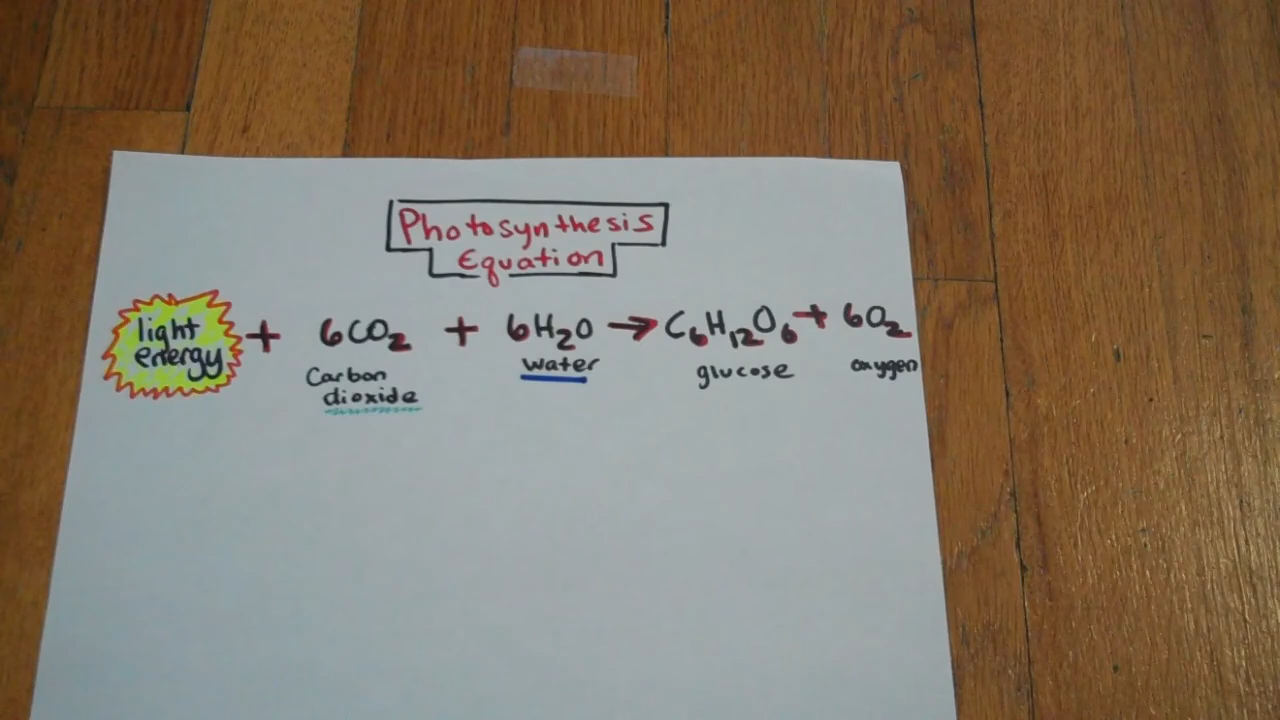 Photosynthesis
Equation
light energy + 6CO₂ + 6H₂O → C₆H₁₂O₆ + 6O₂
Carbon dioxide water glucose oxygen